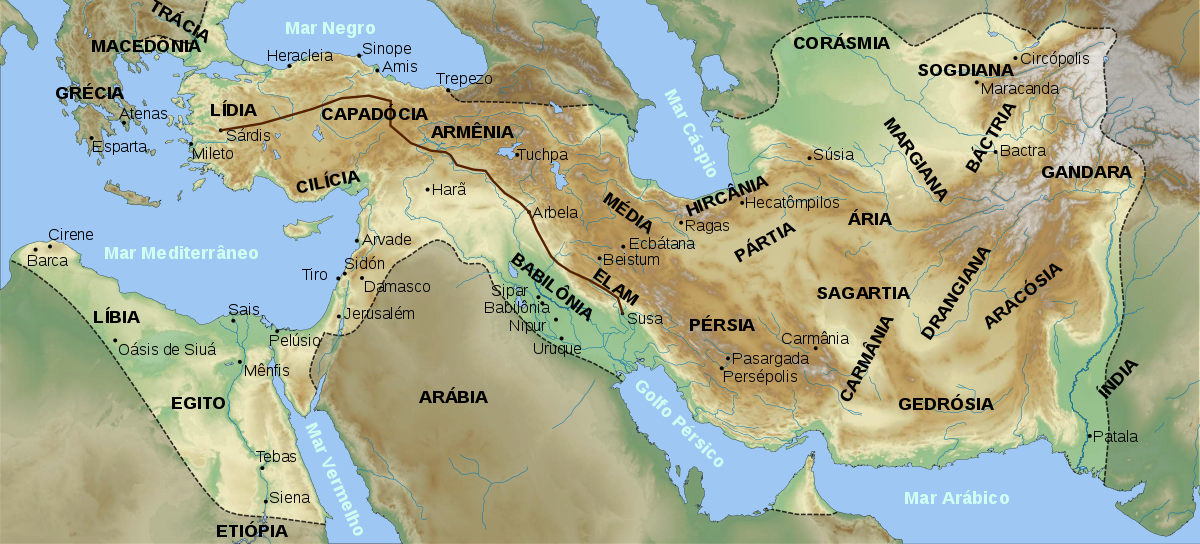 TRÁCIA
MACEDÔNIA
Mar Negro
Sinope
Heracleia
Amis
Trepezo
CORÁSMIA
Circópolis
SOGDIANA
Maracanda
GRÉCIA
Atenas
Esparta
LÍDIA
Sárdis
Mileto
CAPADÓCIA
ARMÊNIA
Tuchpa
Mar Cáspio
Súsia
MARGIANA
BÁCTRIA
Bactra
GANDARA
CILÍCIA
Harã
Arbela
MÉDIA
HIRCÂNIA
Hecatômpilos
Ragas
PÁRTIA
ÁRIA
Cirene
Barca
Mar Mediterrâneo
Arvade
Sidón
Tiro
Damasco
Ecbátana
Beistum
BABILÔNIA
ELAM
Sipar
Babilônia
Nipur
Uruque
Susa
SAGARTIA
DRANGIANA
ARACÓSIA
LÍBIA
Sais
Jerusalém
Pelúsio
Oásis de Siuá
Mênfis
PÉRSIA
Carmânia
Pasargada
Persépolis
CARMÂNIA
EGITO
ARÁBIA
Golfo Pérsico
GEDRÓSIA
ÍNDIA
Patala
Mar Vermelho
Tebas
Siena
ETIÓPIA
Mar Arábico